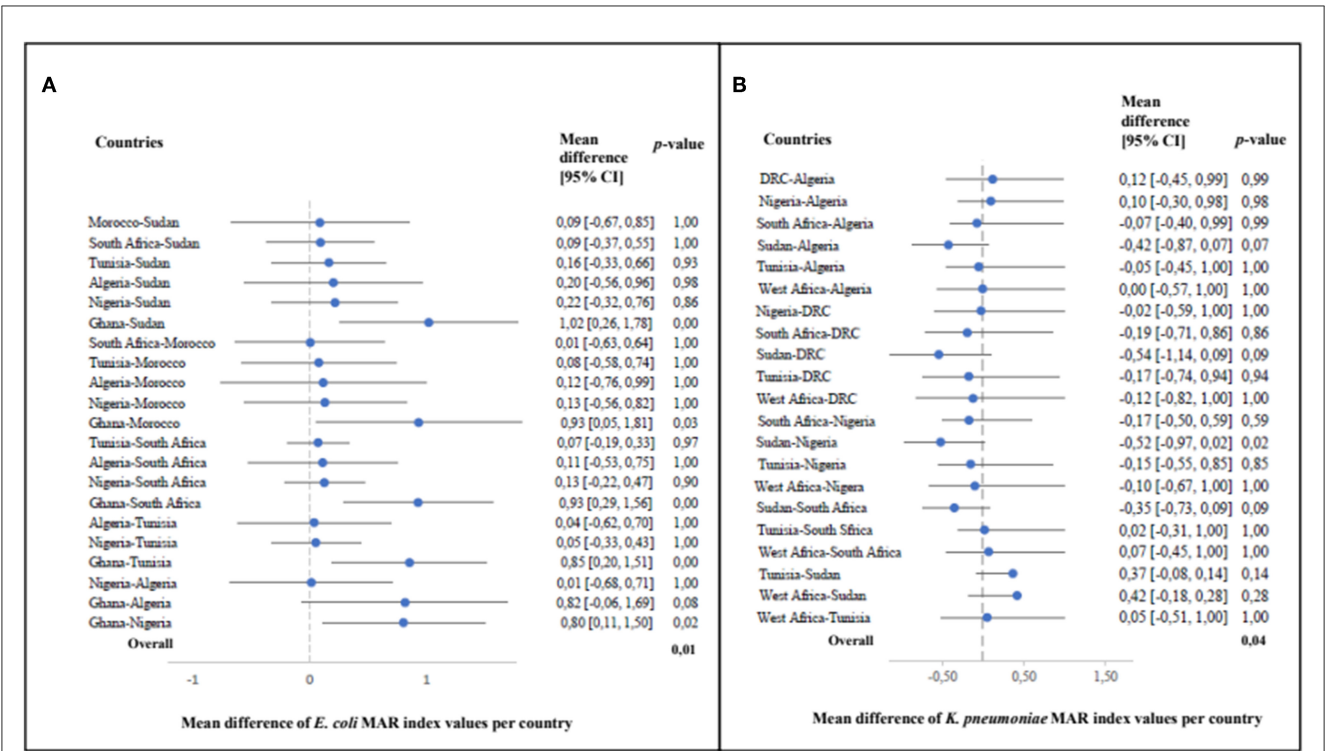 A
Countries
Mean difference [95% CI]
p-value
Morocco-Sudan 0,09 [-0,67, 0,85] 1,00
South Africa-Sudan 0,09 [-0,37, 0,55] 1,00
Tunisia-Sudan 0,16 [-0,33, 0,66] 0,93
Algeria-Sudan 0,20 [-0,56, 0,96] 0,98
Nigeria-Sudan 0,22 [-0,32, 0,76] 0,86
Ghana-Sudan 1,02 [0,26, 1,78] 0,00
South Africa-Morocco 0,01 [-0,63, 0,64] 1,00
Tunisia-Morocco 0,08 [-0,58, 0,74] 1,00
Algeria-Morocco 0,12 [-0,76, 0,99] 1,00
Nigeria-Morocco 0,13 [-0,56, 0,82] 1,00
Ghana-Morocco 0,93 [0,05, 1,81] 0,03
Tunisia-South Africa 0,07 [-0,19, 0,33] 0,97
Algeria-South Africa 0,11 [-0,53, 0,75] 1,00
Nigeria-South Africa 0,13 [-0,22, 0,47] 0,90
Ghana-South Africa 0,93 [0,29, 1,56] 0,00
Algeria-Tunisia 0,04 [-0,62, 0,70] 1,00
Nigeria-Tunisia 0,05 [-0,33, 0,43] 1,00
Ghana-Tunisia 0,85 [0,20, 1,51] 0,00
Nigeria-Algeria 0,01 [-0,68, 0,71] 1,00
Ghana-Algeria 0,82 [-0,06, 1,69] 0,08
Ghana-Nigeria 0,80 [0,11, 1,50] 0,02
Overall 0,01
-1 0 1
Mean difference of E. coli MAR index values per country
B
Countries
Mean
difference
[95% CI]
p-value
DRC-Algeria 0,12 [-0,45, 0,99] 0,99
Nigeria-Algeria 0,10 [-0,30, 0,98] 0,98
South Africa-Algeria -0,07 [-0,40, 0,99] 0,99
Sudan-Algeria -0,42 [-0,87, 0,07] 0,07
Tunisia-Algeria -0,05 [-0,45, 1,00] 1,00
West Africa-Algeria 0,00 [-0,57, 1,00] 1,00
Nigeria-DRC -0,02 [-0,59, 1,00] 1,00
South Africa-DRC -0,19 [-0,71, 0,86] 0,86
Sudan-DRC -0,54 [-1,14, 0,09] 0,09
Tunisia-DRC -0,17 [-0,74, 0,94] 0,94
West Africa-DRC -0,12 [-0,82, 1,00] 1,00
South Africa-Nigeria -0,17 [-0,50, 0,59] 0,59
Sudan-Nigeria -0,52 [-0,97, 0,02] 0,02
Tunisia-Nigeria -0,15 [-0,55, 0,85] 0,85
West Africa-Nigera -0,10 [-0,67, 1,00] 1,00
Sudan-South Africa -0,35 [-0,73, 0,09] 0,09
Tunisia-South Sfrica 0,02 [-0,31, 1,00] 1,00
West Africa-South Africa 0,07 [-0,45, 1,00] 1,00
Tunisia-Sudan 0,37 [-0,08, 0,14] 0,14
West Africa-Sudan 0,42 [-0,18, 0,28] 0,28
West Africa-Tunisia 0,05 [-0,51, 1,00] 1,00
Overall 0,04
-0,50 0,50 1,50
Mean difference of K. pneumoniae MAR index values per country